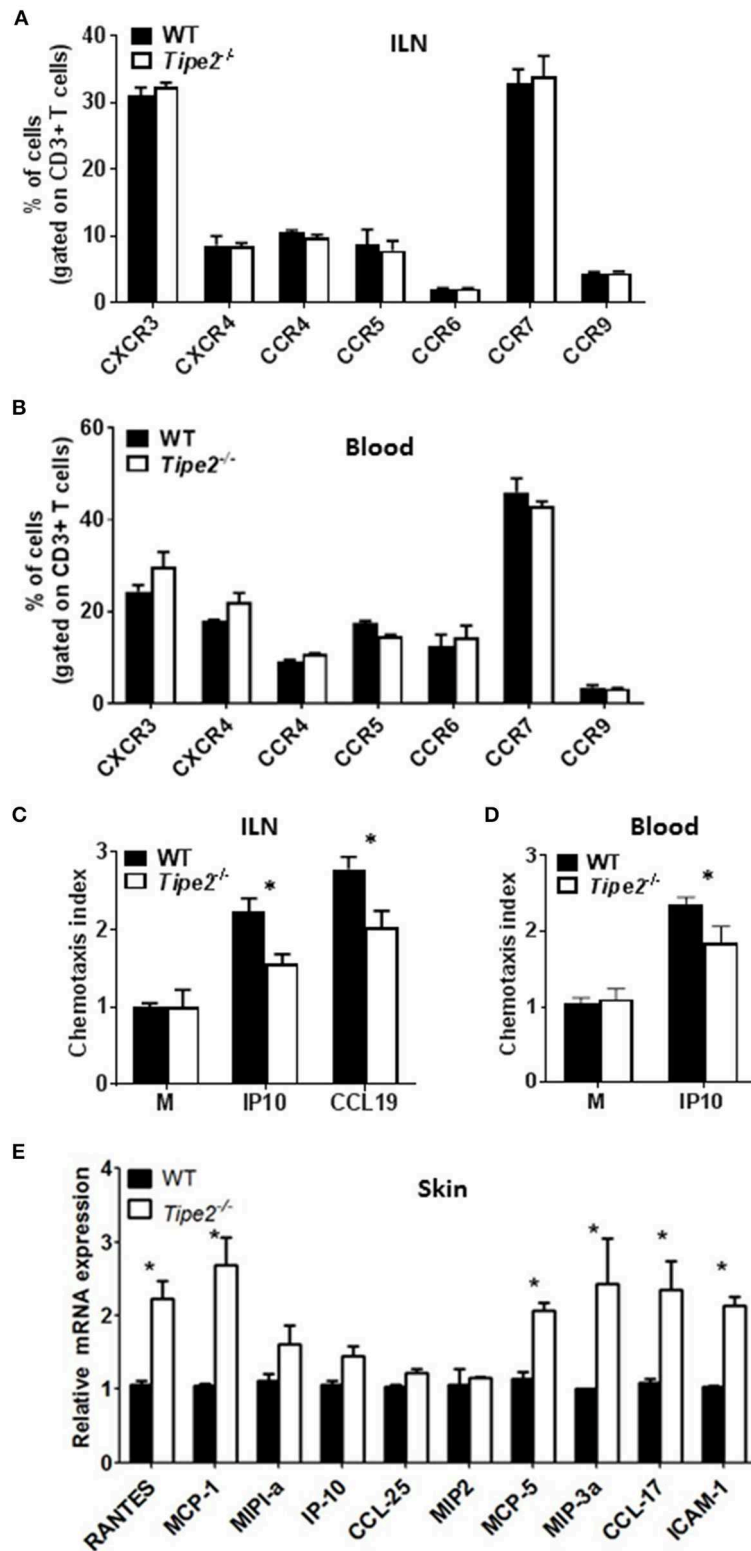 A
WT
Tipe2-/-
ILN
% of cells
(gated on CD3+ T cells)
40
30
20
10
0
CXCR3
CXCR4
CCR4
CCR5
CCR6
CCR7
CCR9
B
WT
Tipe2-/-
Blood
% of cells
(gated on CD3+ T cells)
60
40
20
0
CXCR3
CXCR4
CCR4
CCR5
CCR6
CCR7
CCR9
C
ILN
WT
Tipe2-/-
* *
Chemotaxis index
3
2
1
0
M IP10 CCL19
D
Blood
WT
Tipe2-/-
*
Chemotaxis index
3
2
1
0
M IP10
E
WT
Tipe2-/-
Skin
Relative mRNA expression
4
3
2
1
0
* * * * * *
RANTES
MCP-1
MIPI-a
IP-10
CCL-25
MIP2
MCP-5
MIP-3a
CCL-17
ICAM-1